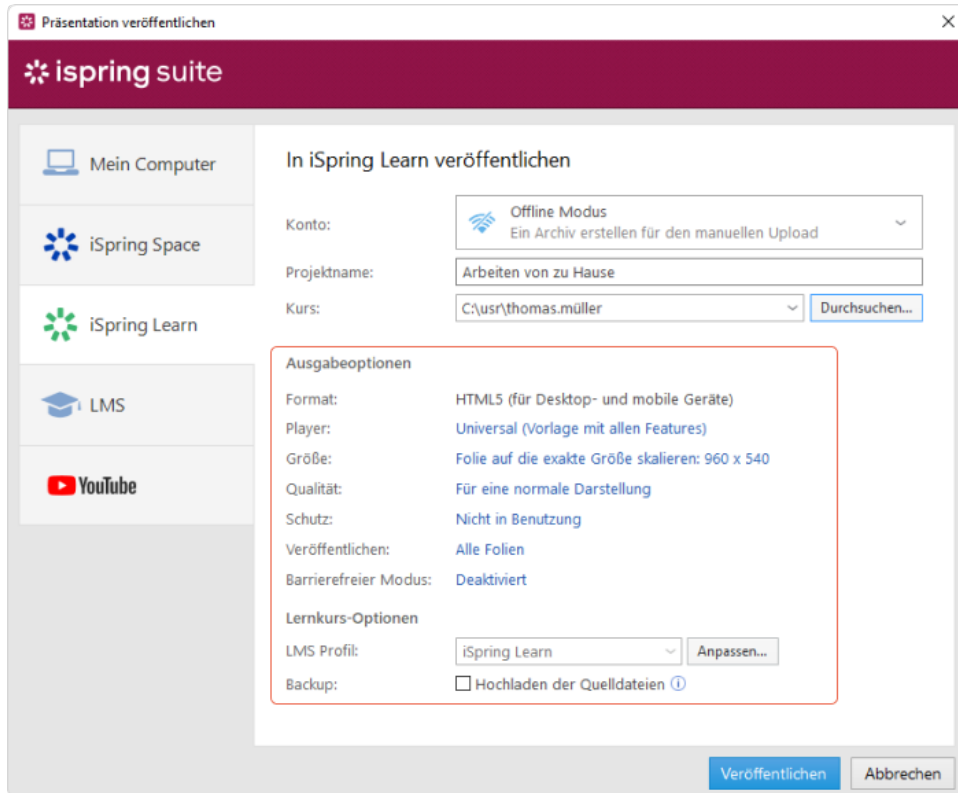 Präsentation veröffentlichen
ispring suite
Mein Computer
iSpring Space
iSpring Learn
LMS
YouTube
In iSpring Learn veröffentlichen
Konto:
Offline Modus
Ein Archiv erstellen für den manuellen Upload
Projektname: Arbeiten von zu Hause
Kurs: C:\usr\thomas.müller Durchsuchen...
Ausgabeoptionen
Format: HTML5 (für Desktop- und mobile Geräte)
Player: Universal (Vorlage mit allen Features)
Größe: Folie auf die exakte Größe skalieren: 960 x 540
Qualität: Für eine normale Darstellung
Schutz: Nicht in Benutzung
Veröffentlichen: Alle Folien
Barrierefreier Modus: Deaktiviert
Lernkurs-Optionen
LMS Profil: iSpring Learn Anpassen...
Backup: Hochladen der Quelldateien
Veröffentlichen Abbrechen